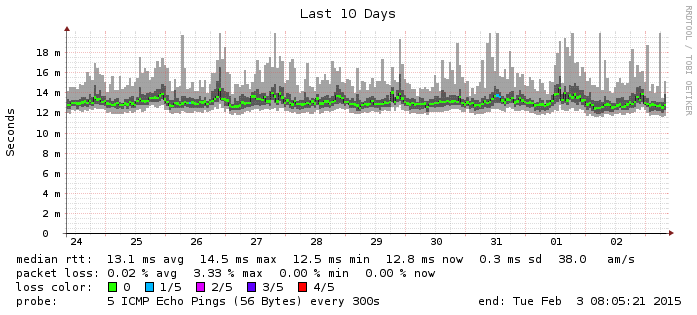 Last 10 Days
RRDTOOL / TOBI OETIKER
Seconds
18 m
16 m
14 m
12 m
10 m
8 m
6 m
4 m
2 m
0
24 25 26 27 28 29 30 31 01 02
median rtt: 13.1 ms avg 14.5 ms max 12.5 ms min 12.8 ms now 0.3 ms sd 38.0 am/s
packet loss: 0.02 % avg 3.33 % max 0.00 % min 0.00 % now
loss color: 0 1/5 2/5 3/5 4/5
probe: 5 ICMP Echo Pings (56 Bytes) every 300s end: Tue Feb 3 08:05:21 2015